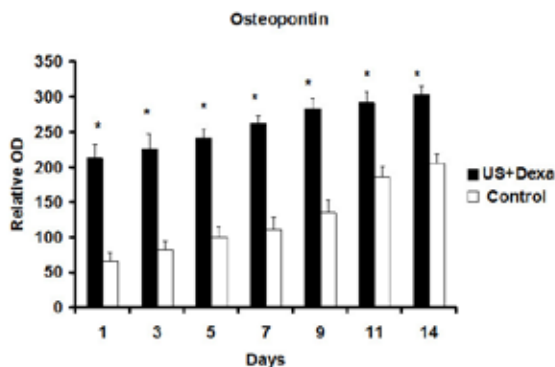 Osteopontin
350
300
250
200
150
100
50
0
Relative OD
* * * * * * *
US+Dexa
Control
1 3 5 7 9 11 14
Days